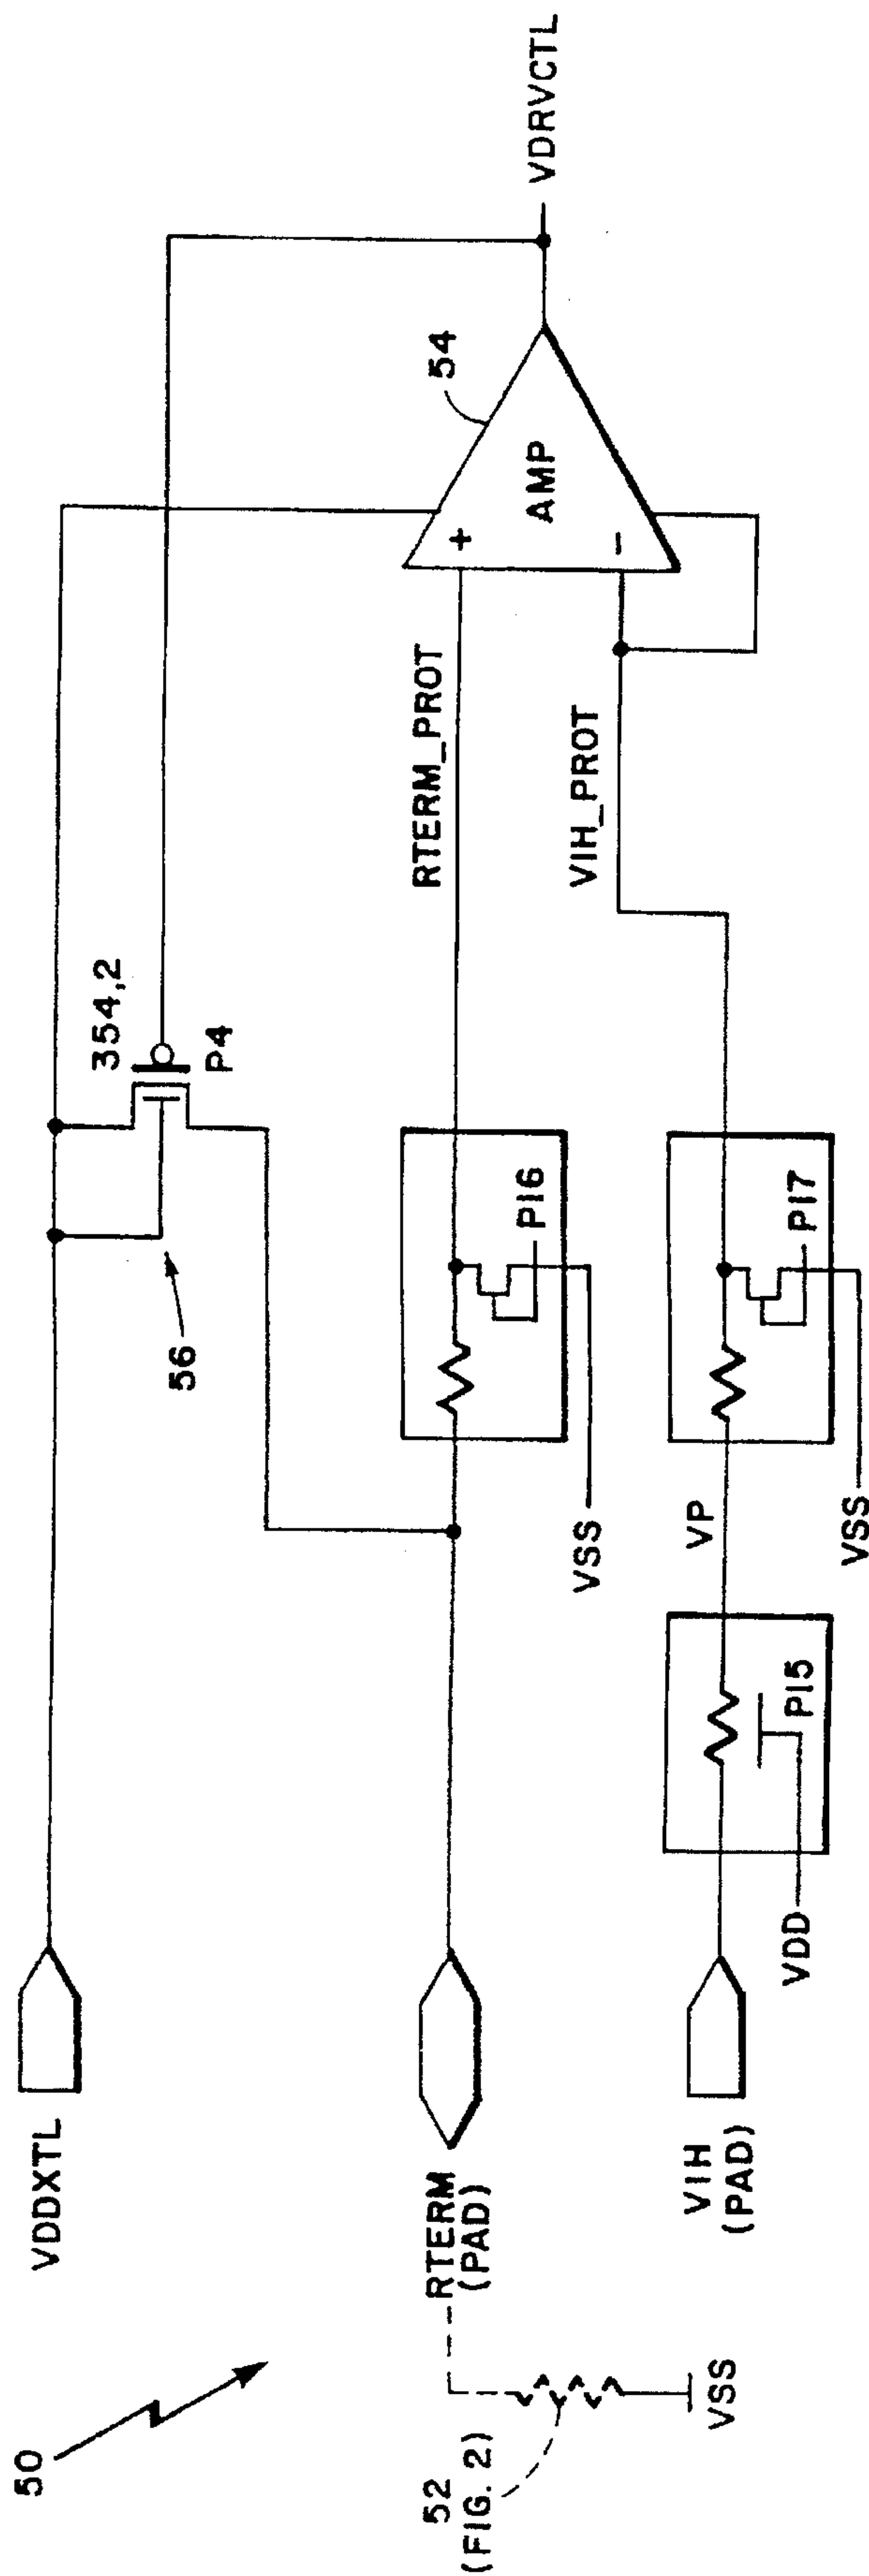 50
VDDXTL
56
354,2
P4
VDRVCTL
52
(FIG. 2)
VSS
RTERM
(PAD)
VSS
PI6
RTERM_PROT
+
AMP
-
54
VIH
(PAD)
VDD
PI5
VP
VSS
PI7
VIH_PROT